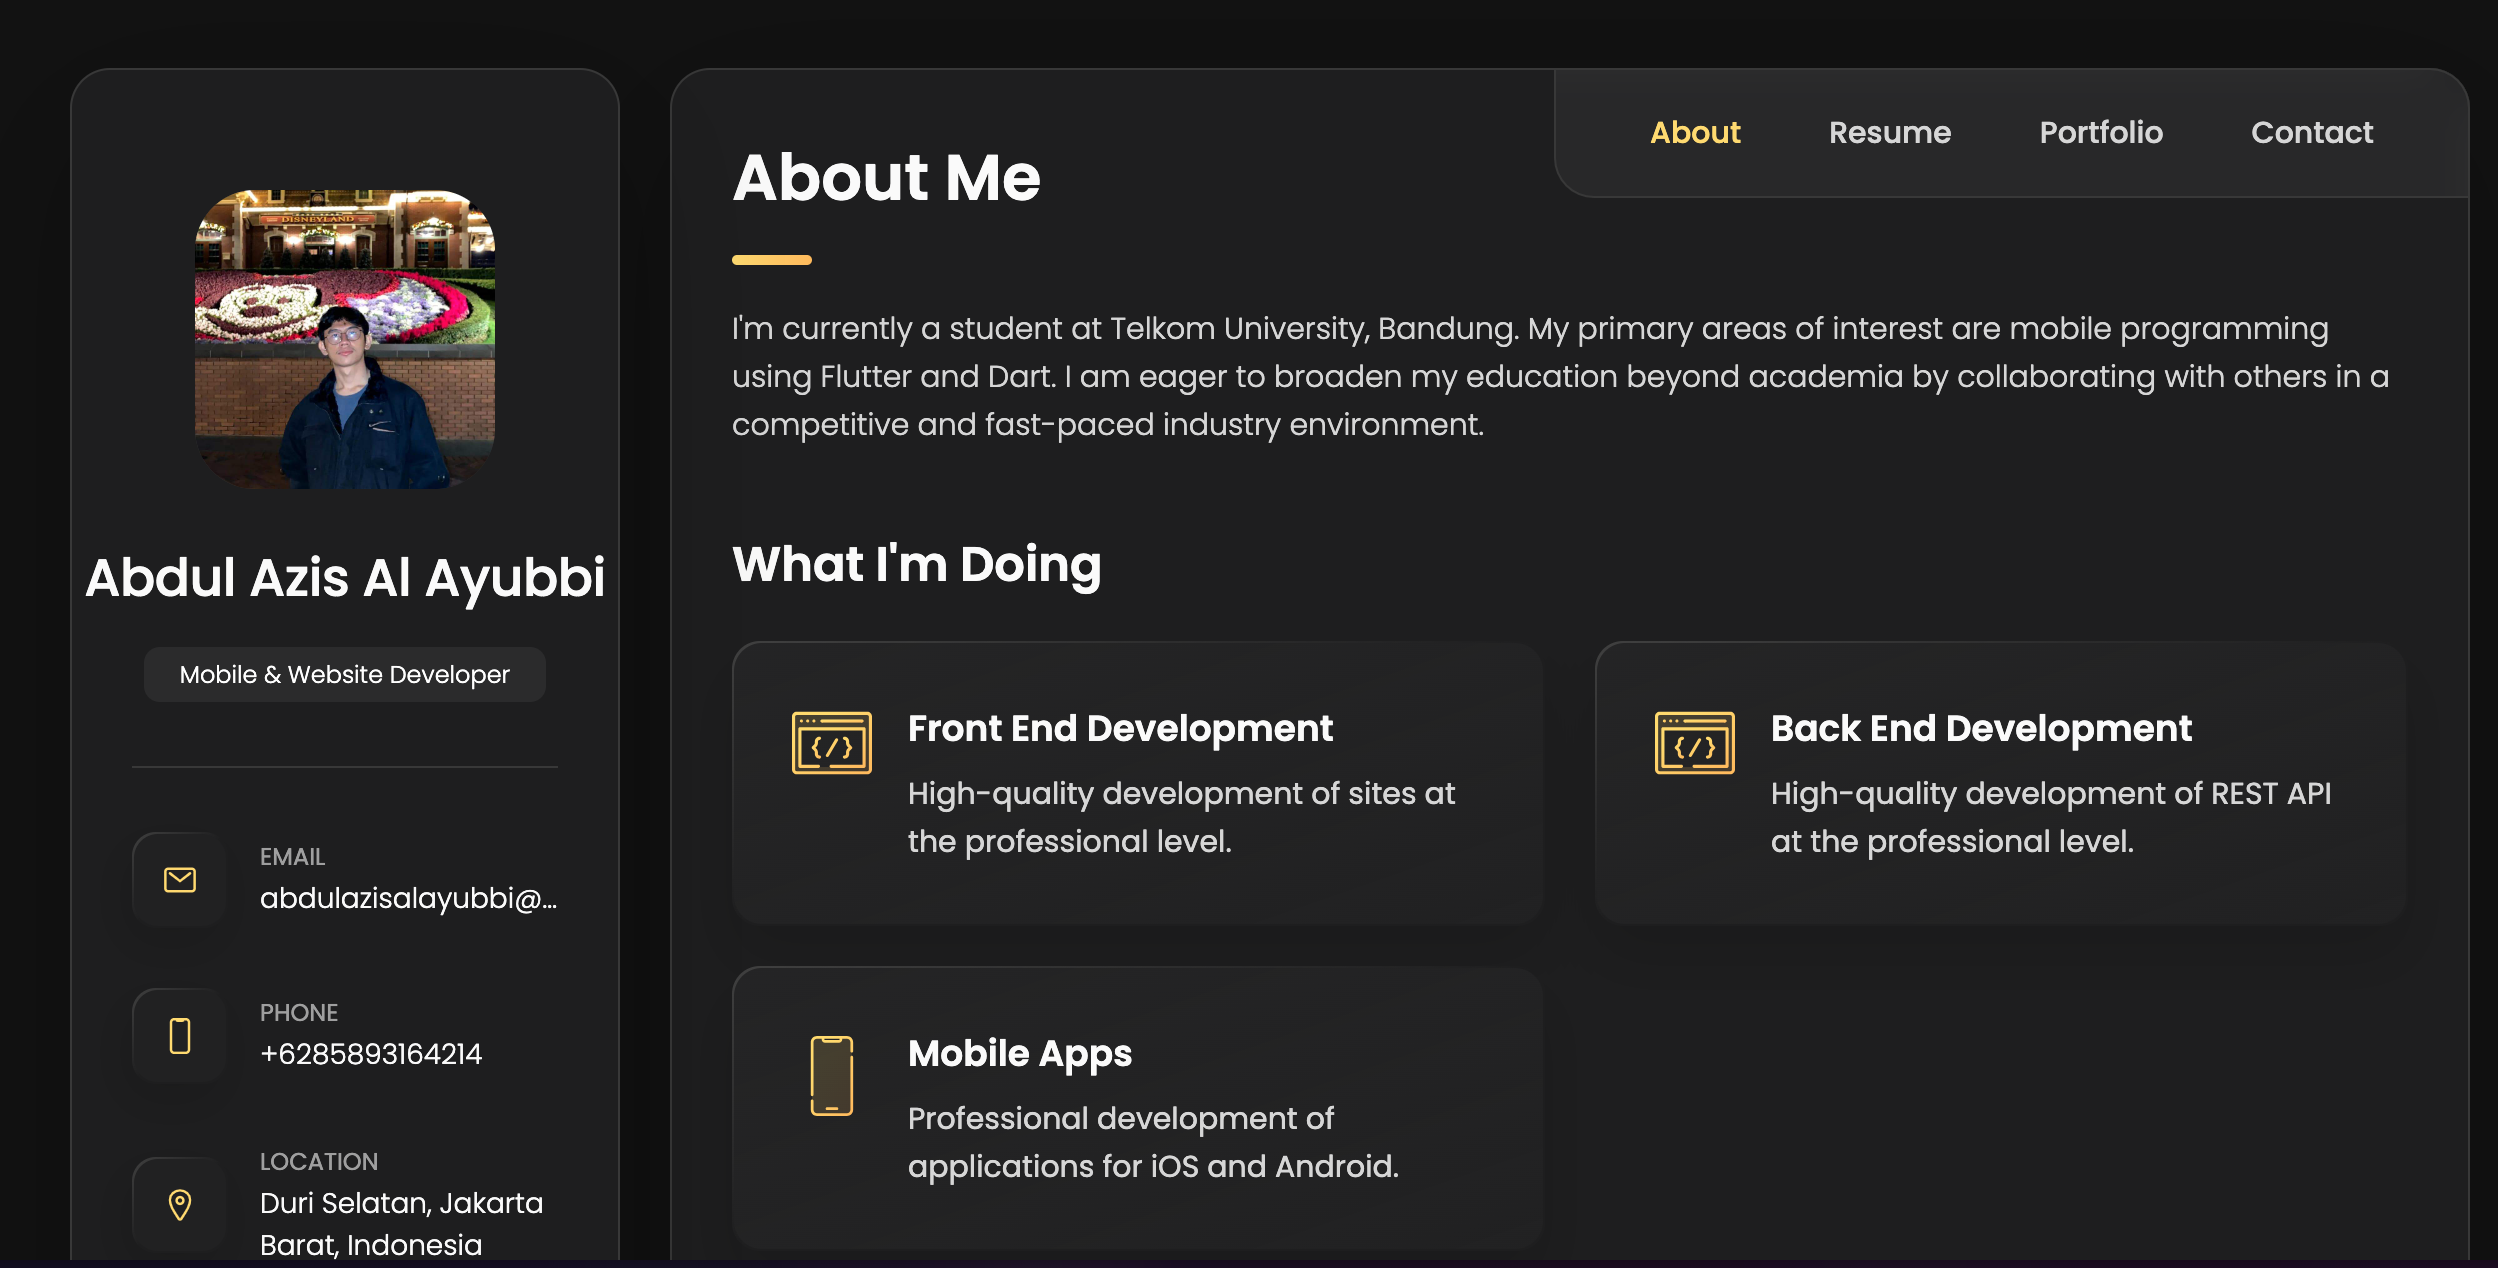 DISNEYLAND
Abdul Azis Al Ayubbi
Mobile & Website Developer
EMAIL
abdulazisalayubbi@...
PHONE
+6285893164214
LOCATION
Duri Selatan, Jakarta
Barat, Indonesia
About
Resume
Portfolio
Contact
About Me
I'm currently a student at Telkom University, Bandung. My primary areas of interest are mobile programming
using Flutter and Dart. I am eager to broaden my education beyond academia by collaborating with others in a
competitive and fast-paced industry environment.
What I'm Doing
Front End Development
High-quality development of sites at
the professional level.
Back End Development
High-quality development of REST API
at the professional level.
Mobile Apps
Professional development of
applications for iOS and Android.